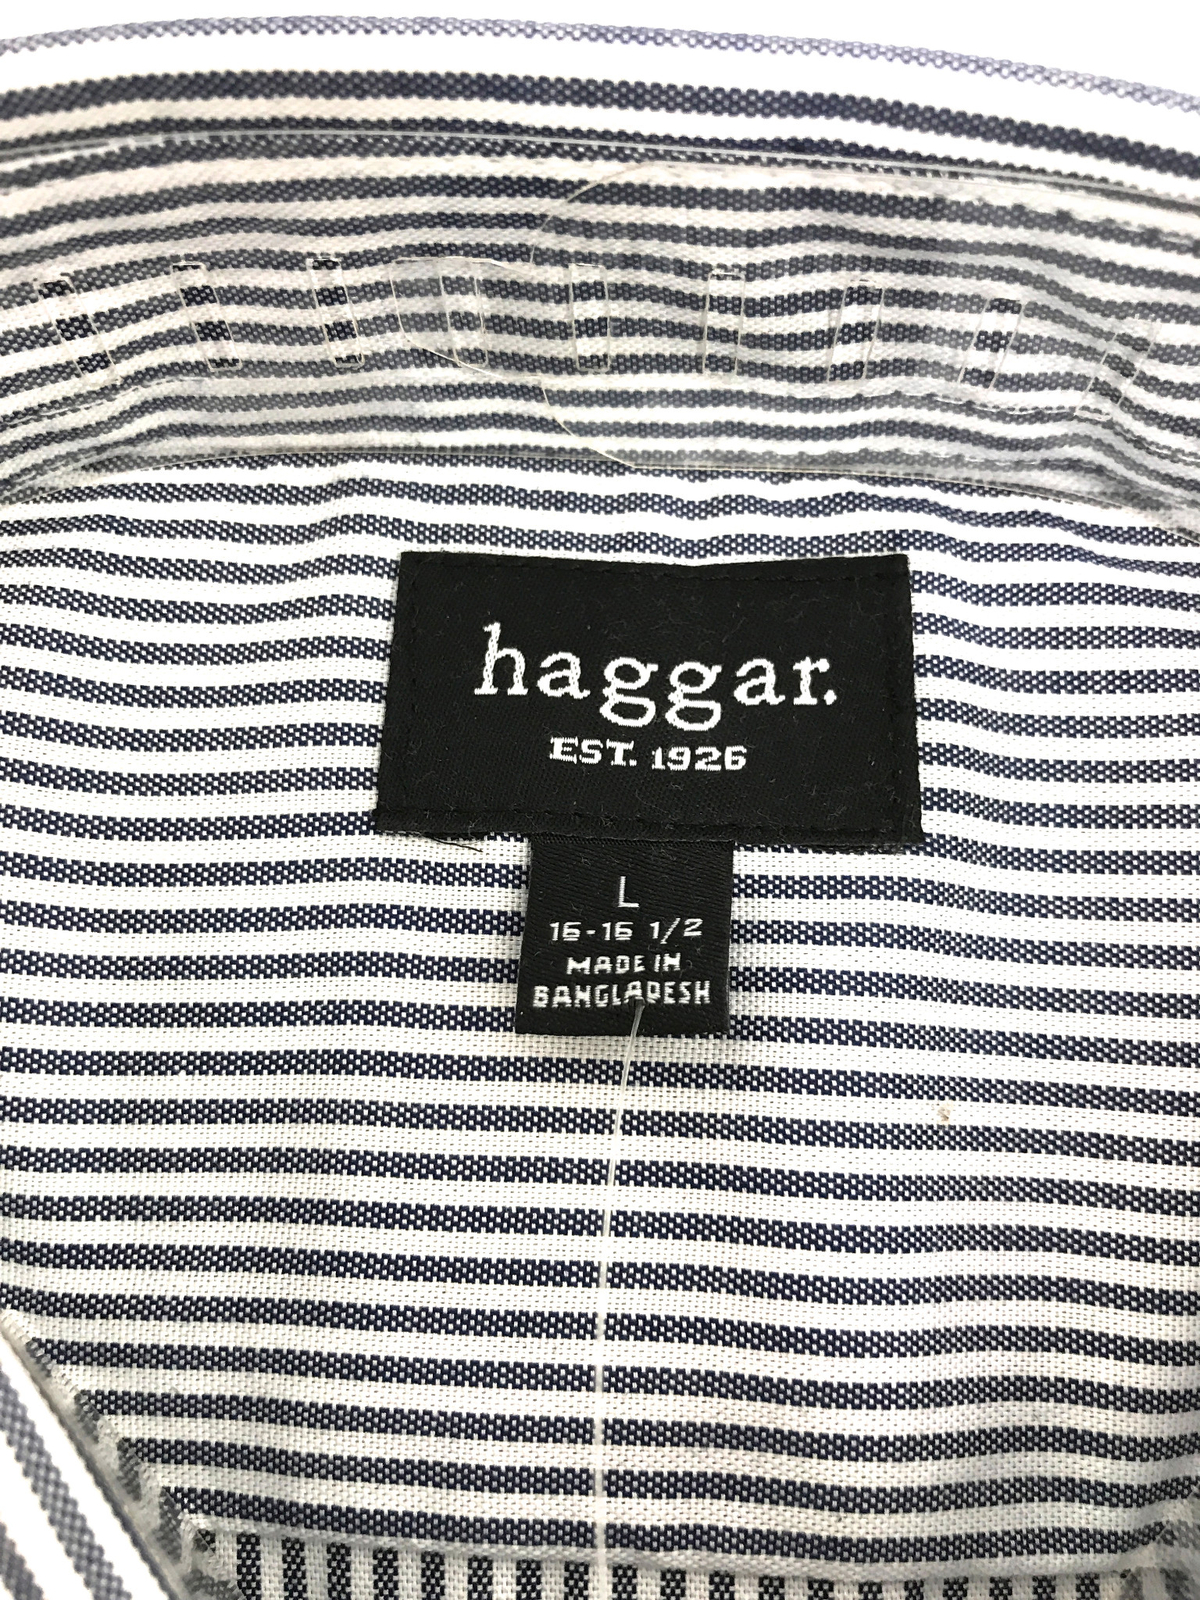 haggar.
EST. 1926
L
16-16 1/2
MADE IN
BANGLADESH